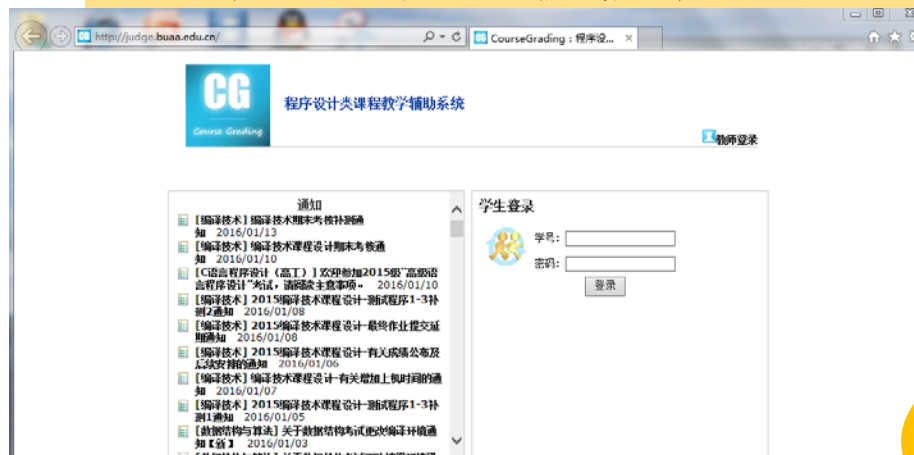 http://judge.buaa.edu.cn/
CourseGrading : 程序设...
CG
Course Grading
程序设计类课程教学辅助系统
教师登录
通知
[编译技术] 编译技术期末考核补测通
知 2016/01/13
[编译技术] 编译技术课程设计期末考核通
知 2016/01/10
[C语言程序设计（高工）] 欢迎参加2015级"高级语
言程序设计"考试，请阅读主意事项。 2016/01/10
[编译技术] 2015编译技术课程设计-测试程序1-3补
测2通知 2016/01/08
[编译技术] 2015编译技术课程设计-最终作业提交延
期通知 2016/01/08
[编译技术] 2015编译技术课程设计-有关成绩公布及
后续安排的通知 2016/01/06
[编译技术] 编译技术课程设计-有关增加上机时间的通
知 2016/01/07
[编译技术] 2015编译技术课程设计-测试程序1-3补
测1通知 2016/01/05
[数据结构与算法] 关于数据结构考试更改编译环境通
知【新】 2016/01/03
学生登录
学号:
密码:
登录